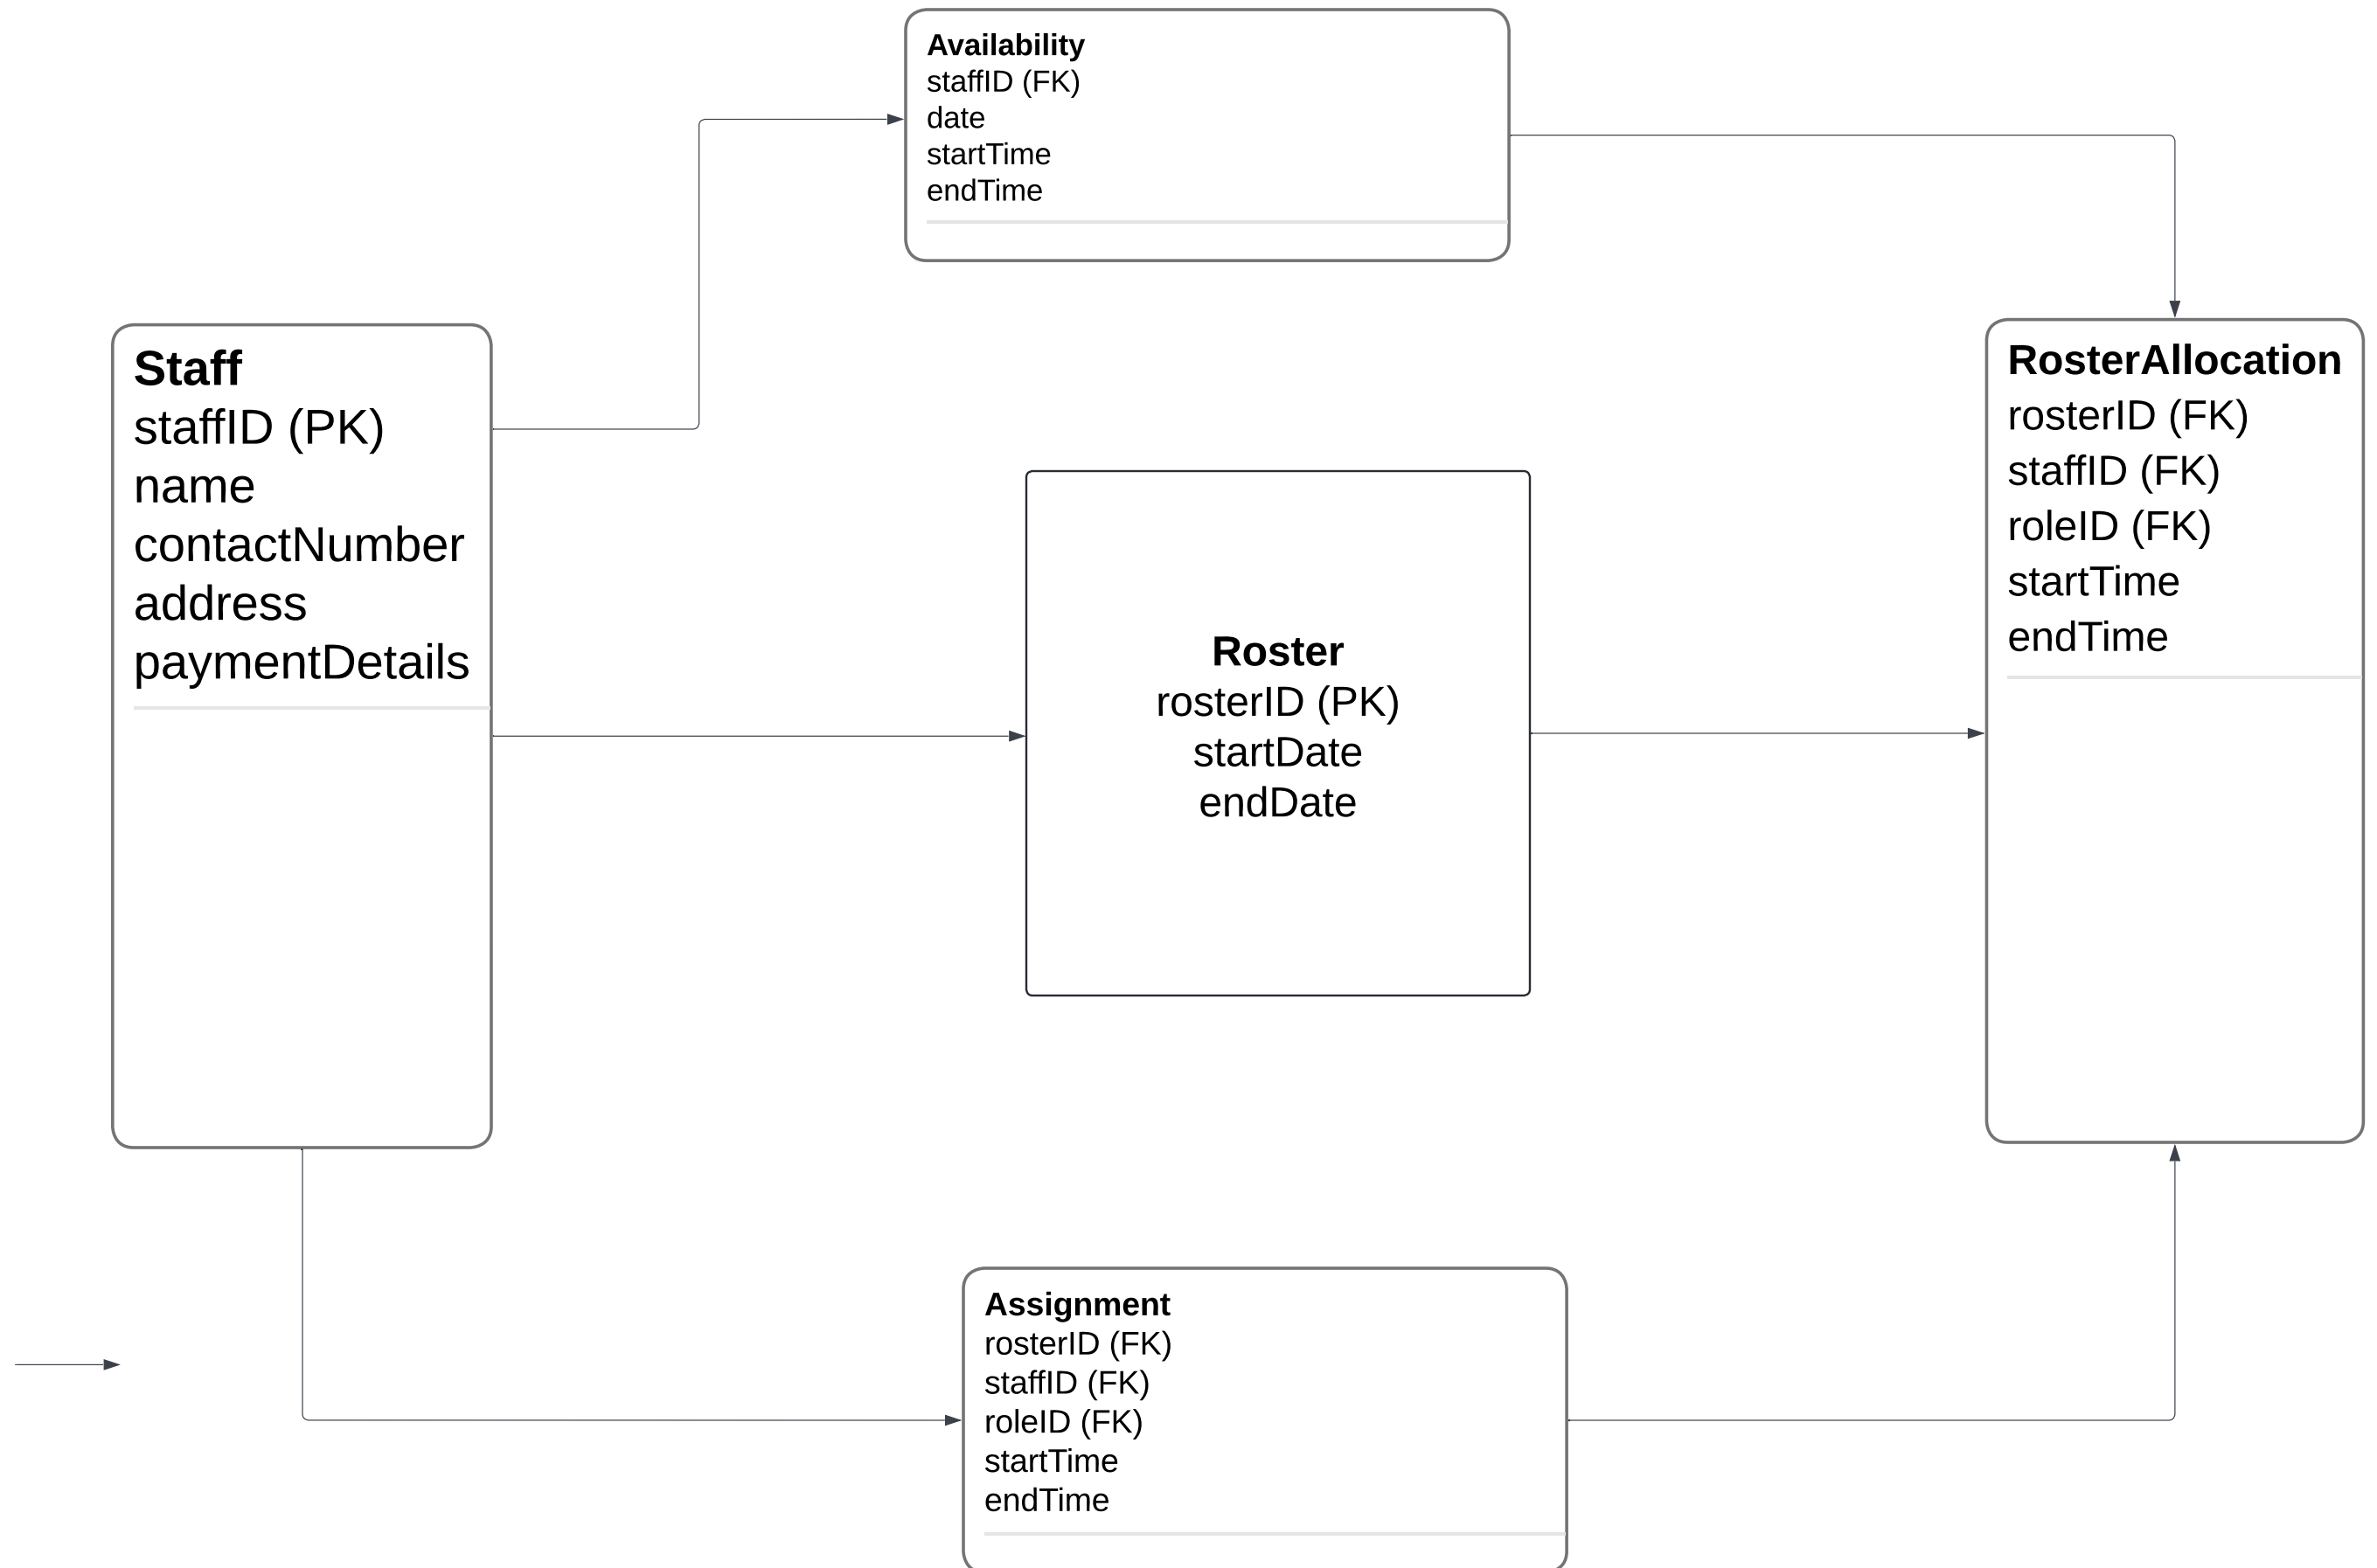 Availability
staffID (FK)
date
startTime
endTime
Staff
staffID (PK)
name
contactNumber
address
paymentDetails
Roster
rosterID (PK)
startDate
endDate
RosterAllocation
rosterID (FK)
staffID (FK)
roleID (FK)
startTime
endTime
Assignment
rosterID (FK)
staffID (FK)
roleID (FK)
startTime
endTime